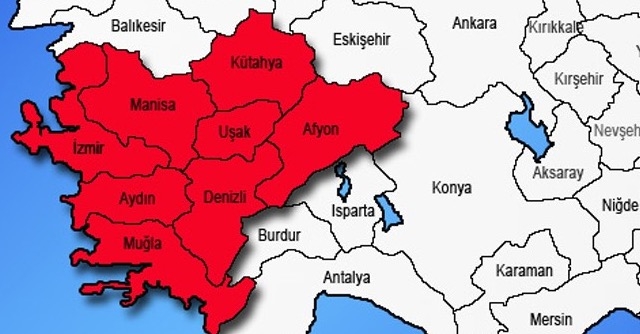 Balıkesir
Eskişehir
Ankara
Kırıkkale
Kütahya
Kırşehir
Manisa
Uşak
Afyon
Nevşeh
İzmir
Aksaray
Konya
Aydın
Denizli
Isparta
Niğde
Muğla
Burdur
Antalya
Karaman
Mersin